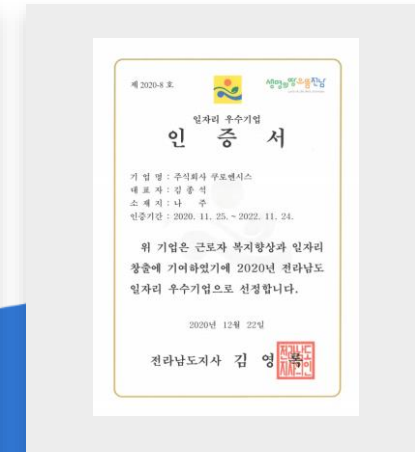 제 2020-8 호
생명의땅 으뜸전남
일자리 우수기업
인 증 서
기 업 명 : 주식회사 쿠로엔시스
대 표 자 : 김 종 석
소 재 지 : 나 주
인증기간 : 2020. 11. 25. ~ 2022. 11. 24.
위 기업은 근로자 복지향상과 일자리
창출에 기여하였기에 2020년 전라남도
일자리 우수기업으로 선정합니다.
2020년 12월 22일
전라남도지사 김 영 록